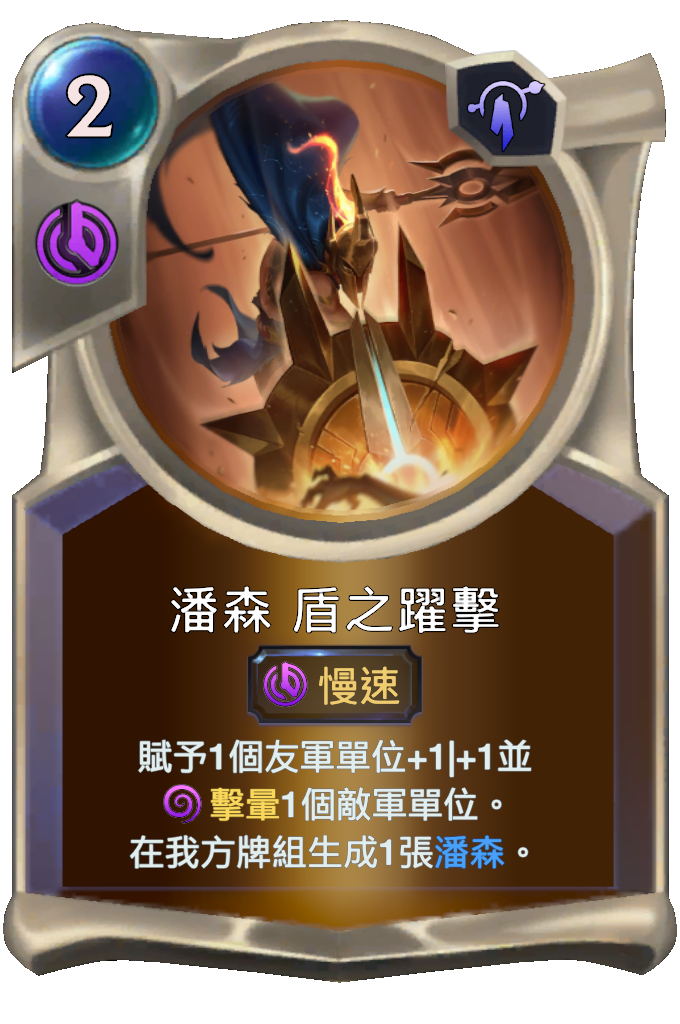 2
潘森 盾之躍擊
慢速
賦予1個友軍單位+1|+1並
擊暈1個敵軍單位。
在我方牌組生成1張潘森。